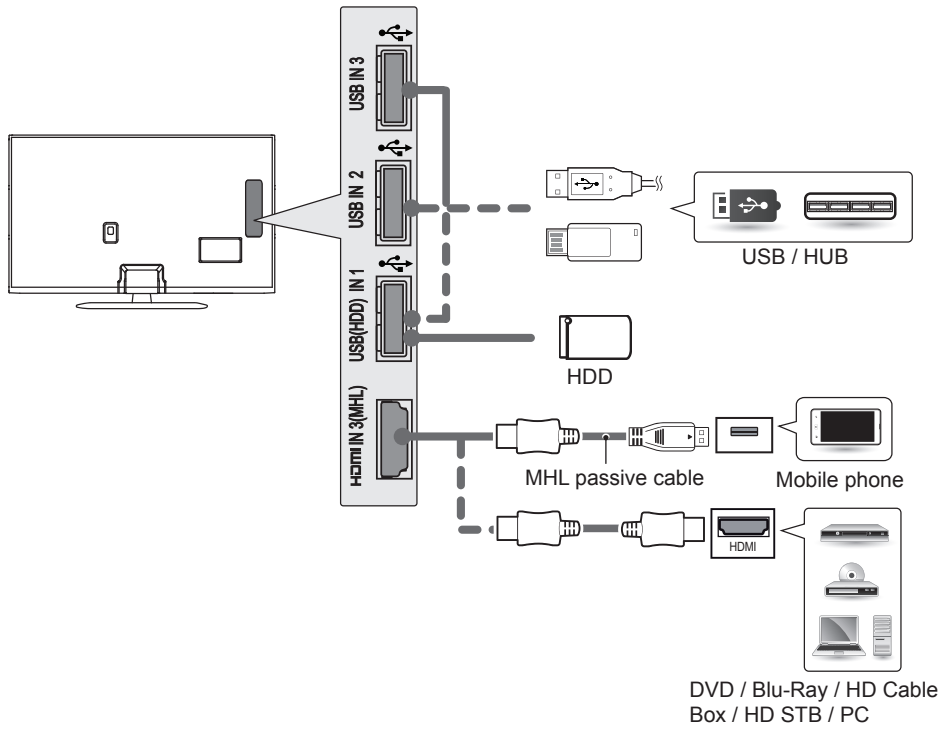 USB IN 3
USB IN 2
USB(HDD) IN 1
HDMI IN 3(MHL)
USB / HUB
HDD
MHL passive cable
Mobile phone
HDMI
DVD / Blu-Ray / HD Cable
Box / HD STB / PC